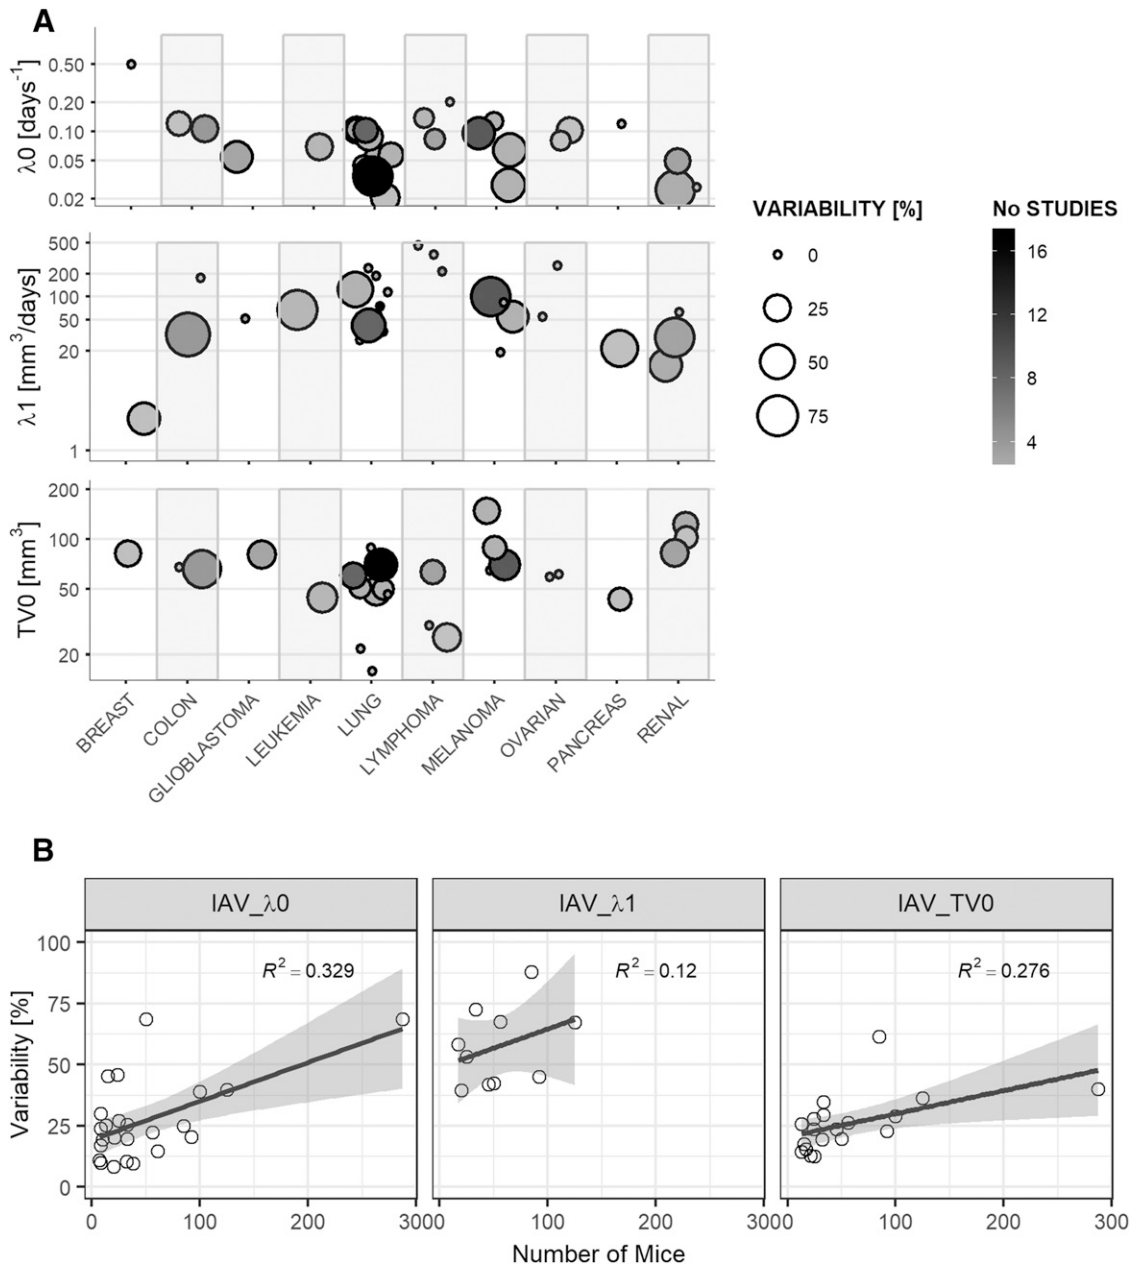 A
λ0 [days⁻¹]
0.50
0.20
0.10
0.05
0.02
λ1 [mm³/days]
500
200
100
50
20
1
TV0 [mm³]
200
100
50
20
BREAST
COLON
GLIOBLASTOMA
LEUKEMIA
LUNG
LYMPHOMA
MELANOMA
OVARIAN
PANCREAS
RENAL
VARIABILITY [%]
0
25
50
75
No STUDIES
16
12
8
4
B
IAV_λ0
IAV_λ1
IAV_TV0
R² = 0.329
R² = 0.12
R² = 0.276
Variability [%]
100
75
50
25
0
0 100 200 300
0 100 200 300
0 100 200 300
Number of Mice